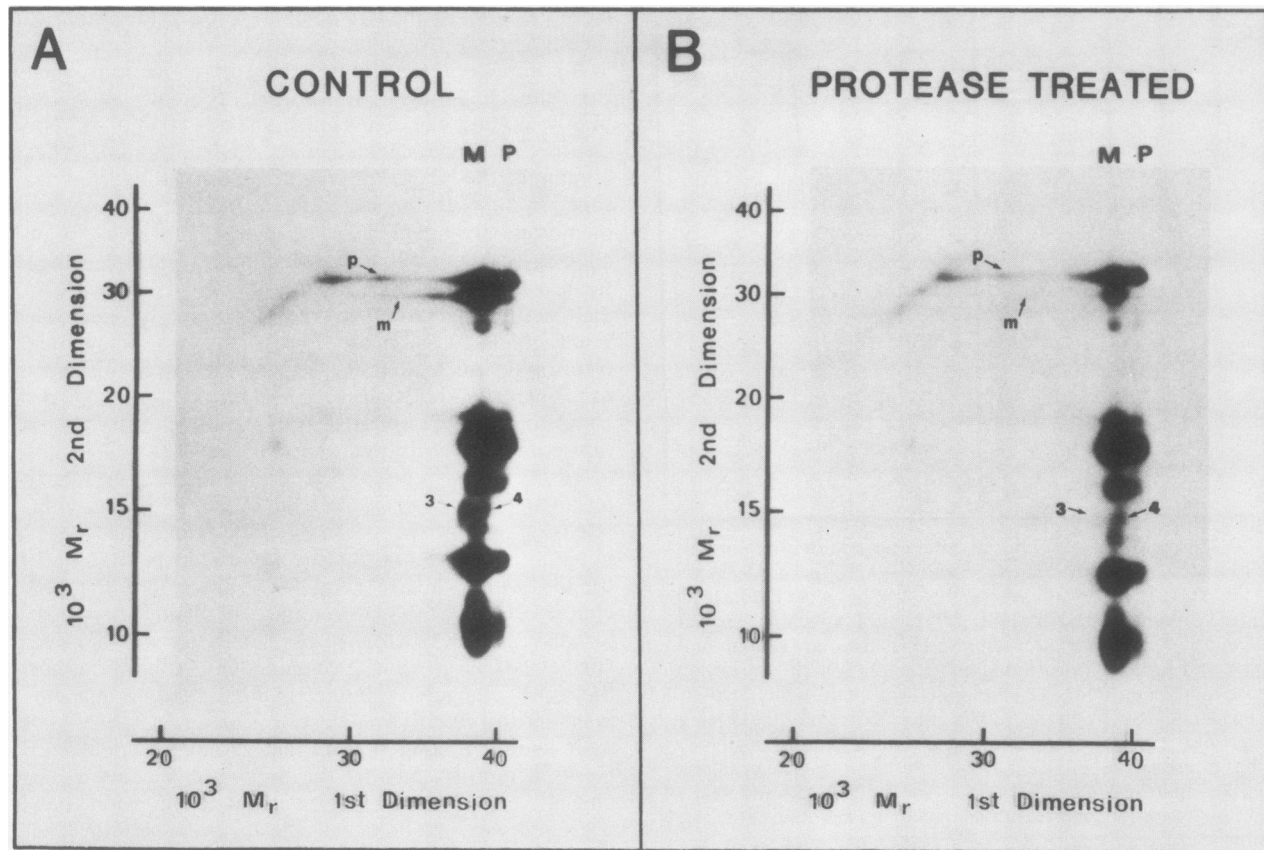 A
CONTROL
M P
40
30
20
15
10
10³ Mr 2nd Dimension
p
m
3
4
20
30
40
10³ Mr 1st Dimension
B
PROTEASE TREATED
M P
40
30
20
15
10
10³ Mr 2nd Dimension
p
m
3
4
20
30
40
10³ Mr 1st Dimension